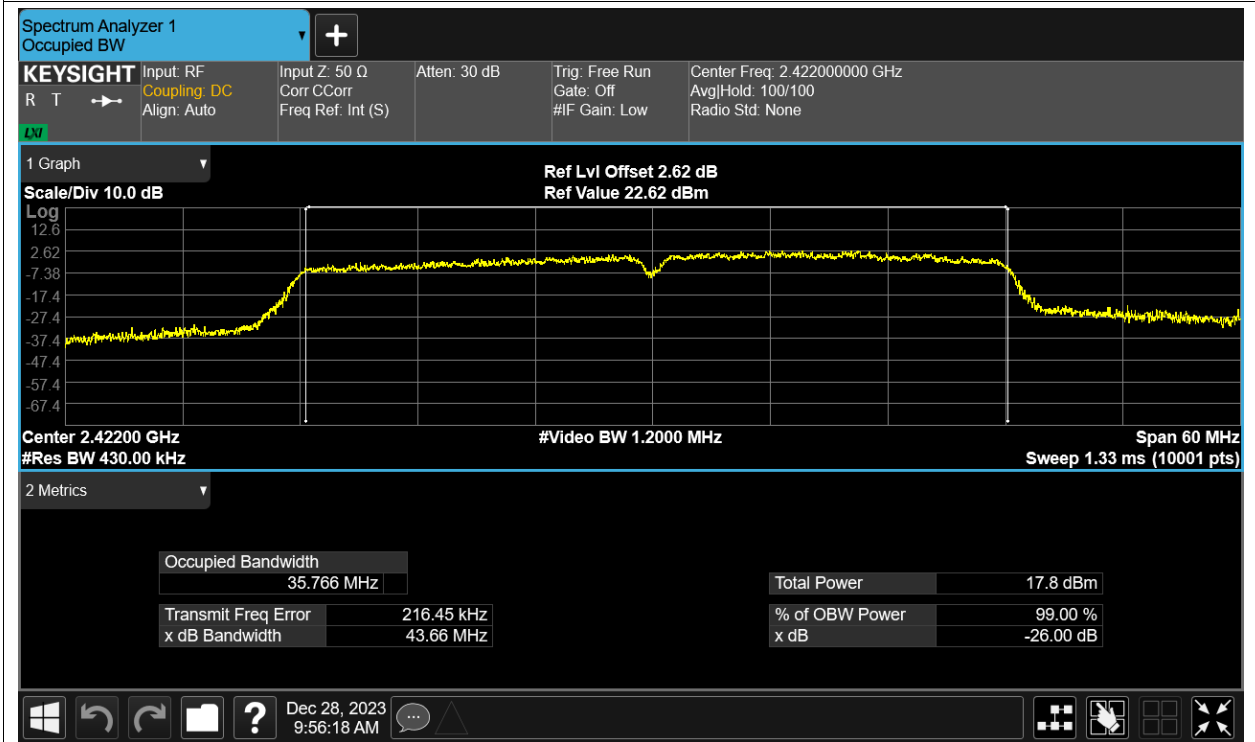 Spectrum Analyzer 1
Occupied BW
KEYSIGHT
R T
LXI
Input: RF
Coupling: DC
Align: Auto
Input Z: 50 Ω
Corr CCorr
Freq Ref: Int (S)
Atten: 30 dB
Trig: Free Run
Gate: Off
#IF Gain: Low
Center Freq: 2.422000000 GHz
Avg|Hold: 100/100
Radio Std: None
1 Graph
Scale/Div 10.0 dB
Ref Lvl Offset 2.62 dB
Ref Value 22.62 dBm
Log
12.6
2.62
-7.38
-17.4
-27.4
-37.4
-47.4
-57.4
-67.4
Center 2.42200 GHz
#Res BW 430.00 kHz
#Video BW 1.2000 MHz
Span 60 MHz
Sweep 1.33 ms (10001 pts)
2 Metrics
Occupied Bandwidth
35.766 MHz
Transmit Freq Error 216.45 kHz
x dB Bandwidth 43.66 MHz
Total Power 17.8 dBm
% of OBW Power 99.00 %
x dB -26.00 dB
?
Dec 28, 2023
9:56:18 AM